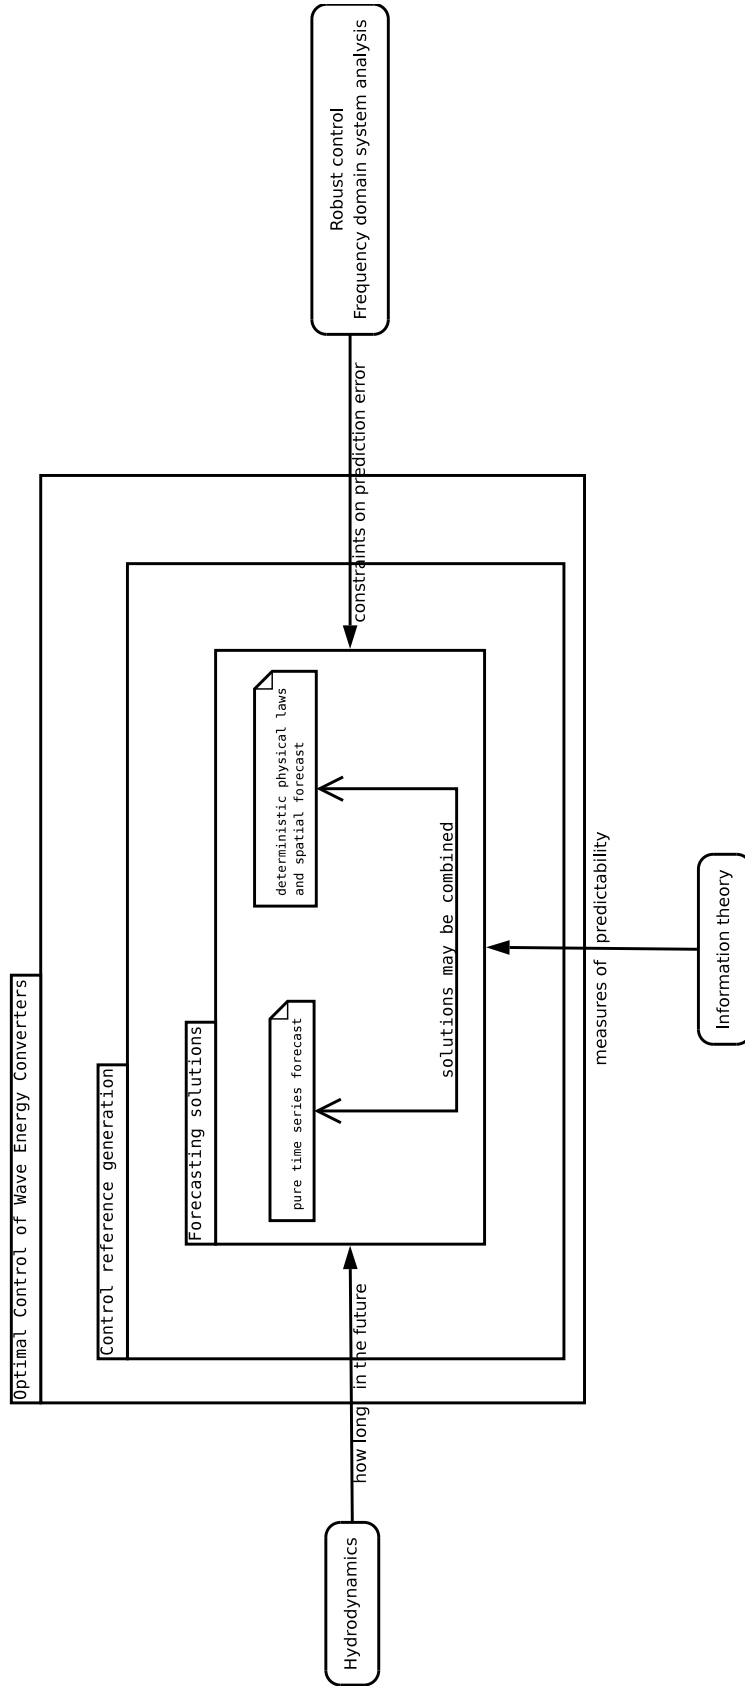 Optimal Control of Wave Energy Converters
Control reference generation
Forecasting solutions
pure time series forecast
deterministic physical laws
and spatial forecast
solutions may be combined
Hydrodynamics
how long in the future
constraints on prediction error
Robust control
Frequency domain system analysis
measures of predictability
Information theory